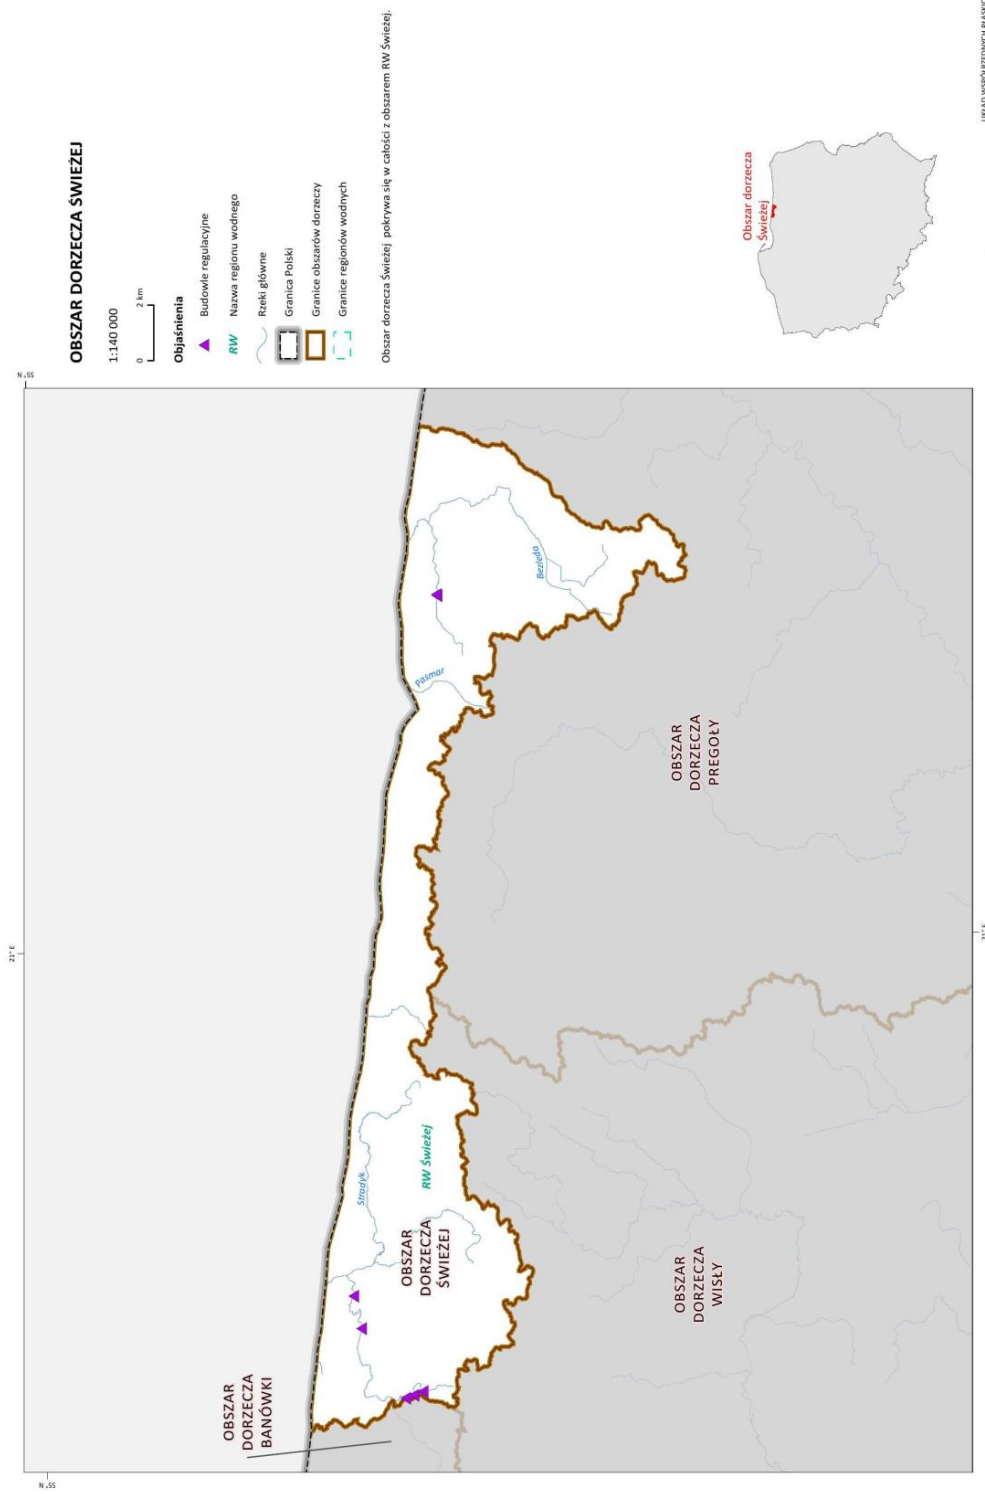 OBSZAR DORZECZA ŚWIEŻEJ
1:140 000
0 2 km
Objaśnienia
Budowle regulacyjne
RW Nazwa regionu wodnego
Rzeki główne
Granica Polski
Granice obszarów dorzeczy
Granice regionów wodnych
Obszar dorzecza Świeżej pokrywa się w całości z obszarem RW Świeżej.
Obszar dorzecza
Świeżej
21° E
OBSZAR
DORZECZA
BANÓWKI
OBSZAR
DORZECZA
ŚWIEŻEJ
RW Świeżej
Stradyk
Pasmar
Bezleda
OBSZAR
DORZECZA
WISŁY
OBSZAR
DORZECZA
PREGOŁY